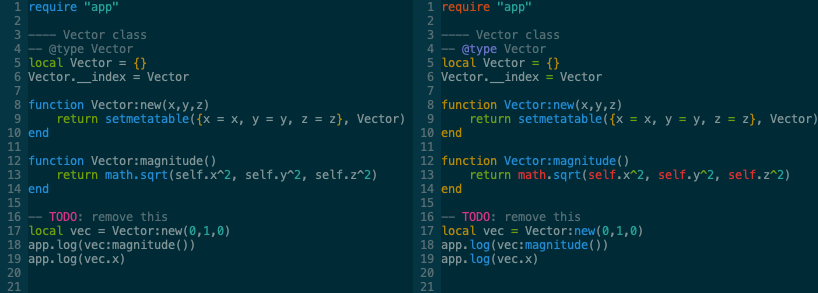 1 require "app"
2
3 ---- Vector class
4 -- @type Vector
5 local Vector = {}
6 Vector.__index = Vector
7
8 function Vector:new(x,y,z)
9     return setmetatable({x = x, y = y, z = z}, Vector)
10 end
11
12 function Vector:magnitude()
13     return math.sqrt(self.x^2, self.y^2, self.z^2)
14 end
15
16 -- TODO: remove this
17 local vec = Vector:new(0,1,0)
18 app.log(vec:magnitude())
19 app.log(vec.x)
20
21
1 require "app"
2
3 ---- Vector class
4 -- @type Vector
5 local Vector = {}
6 Vector.__index = Vector
7
8 function Vector:new(x,y,z)
9     return setmetatable({x = x, y = y, z = z}, Vector)
10 end
11
12 function Vector:magnitude()
13     return math.sqrt(self.x^2, self.y^2, self.z^2)
14 end
15
16 -- TODO: remove this
17 local vec = Vector:new(0,1,0)
18 app.log(vec:magnitude())
19 app.log(vec.x)
20
21